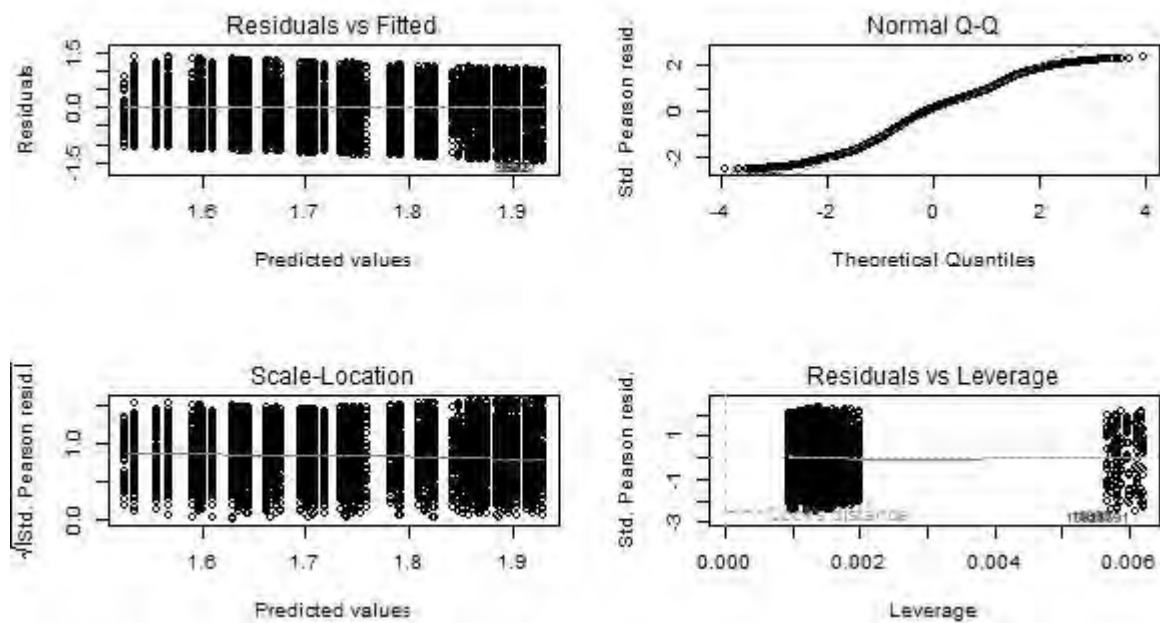 Residuals vs Fitted
Residuals
-1.5
0.0
1.5
1.6
1.7
1.8
1.9
Predicted values
Normal Q-Q
Std. Pearson resid.
-2
0
2
-4
-2
0
2
4
Theoretical Quantiles
Scale-Location
√|Std. Pearson resid.|
0.0
1.0
1.6
1.7
1.8
1.9
Predicted values
Residuals vs Leverage
Std. Pearson resid.
-3
-1
1
Cook's distance
0.000
0.002
0.004
0.006
Leverage